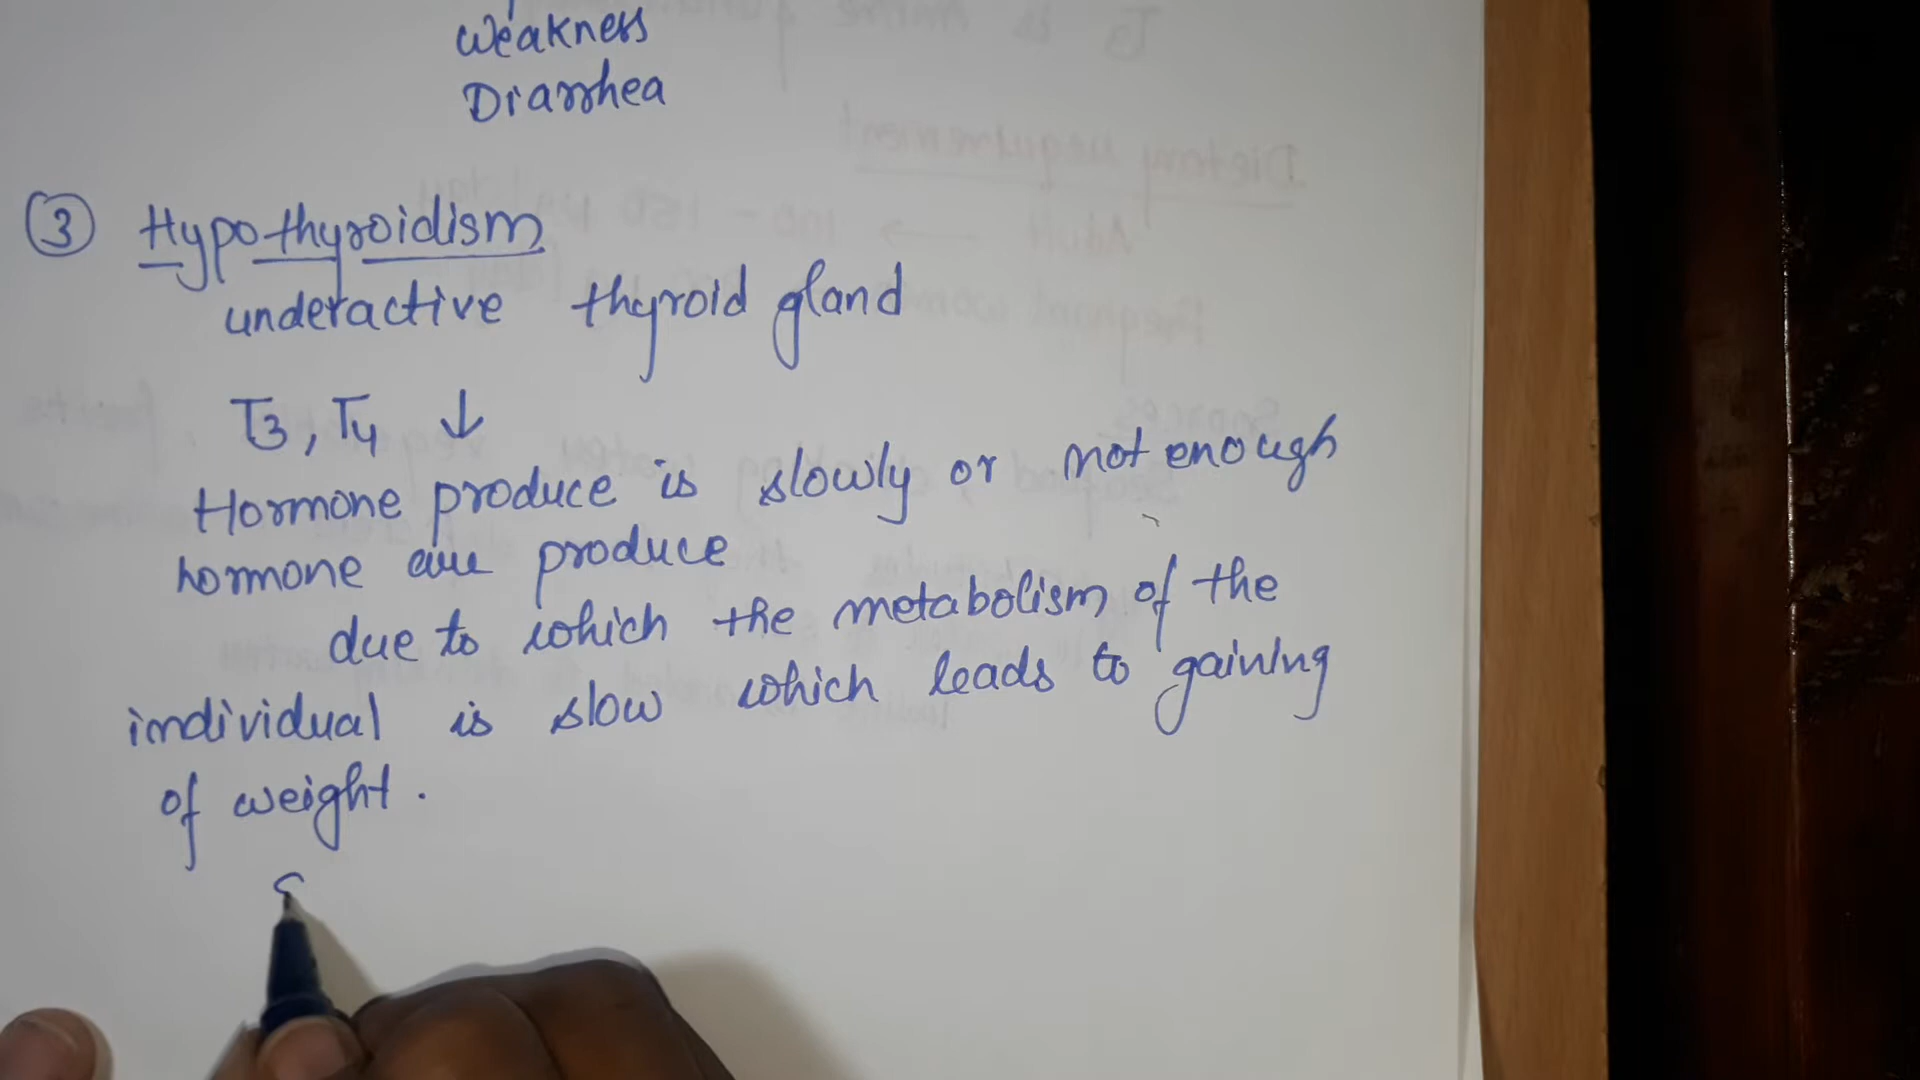 Weakness
Diarrhea
③ Hypothyroidism
underactive thyroid gland
T3, T4 ↓
Hormone produce is slowly or not enough
hormone are produce
due to which the metabolism of the
individual is slow which leads to gaining
of weight.